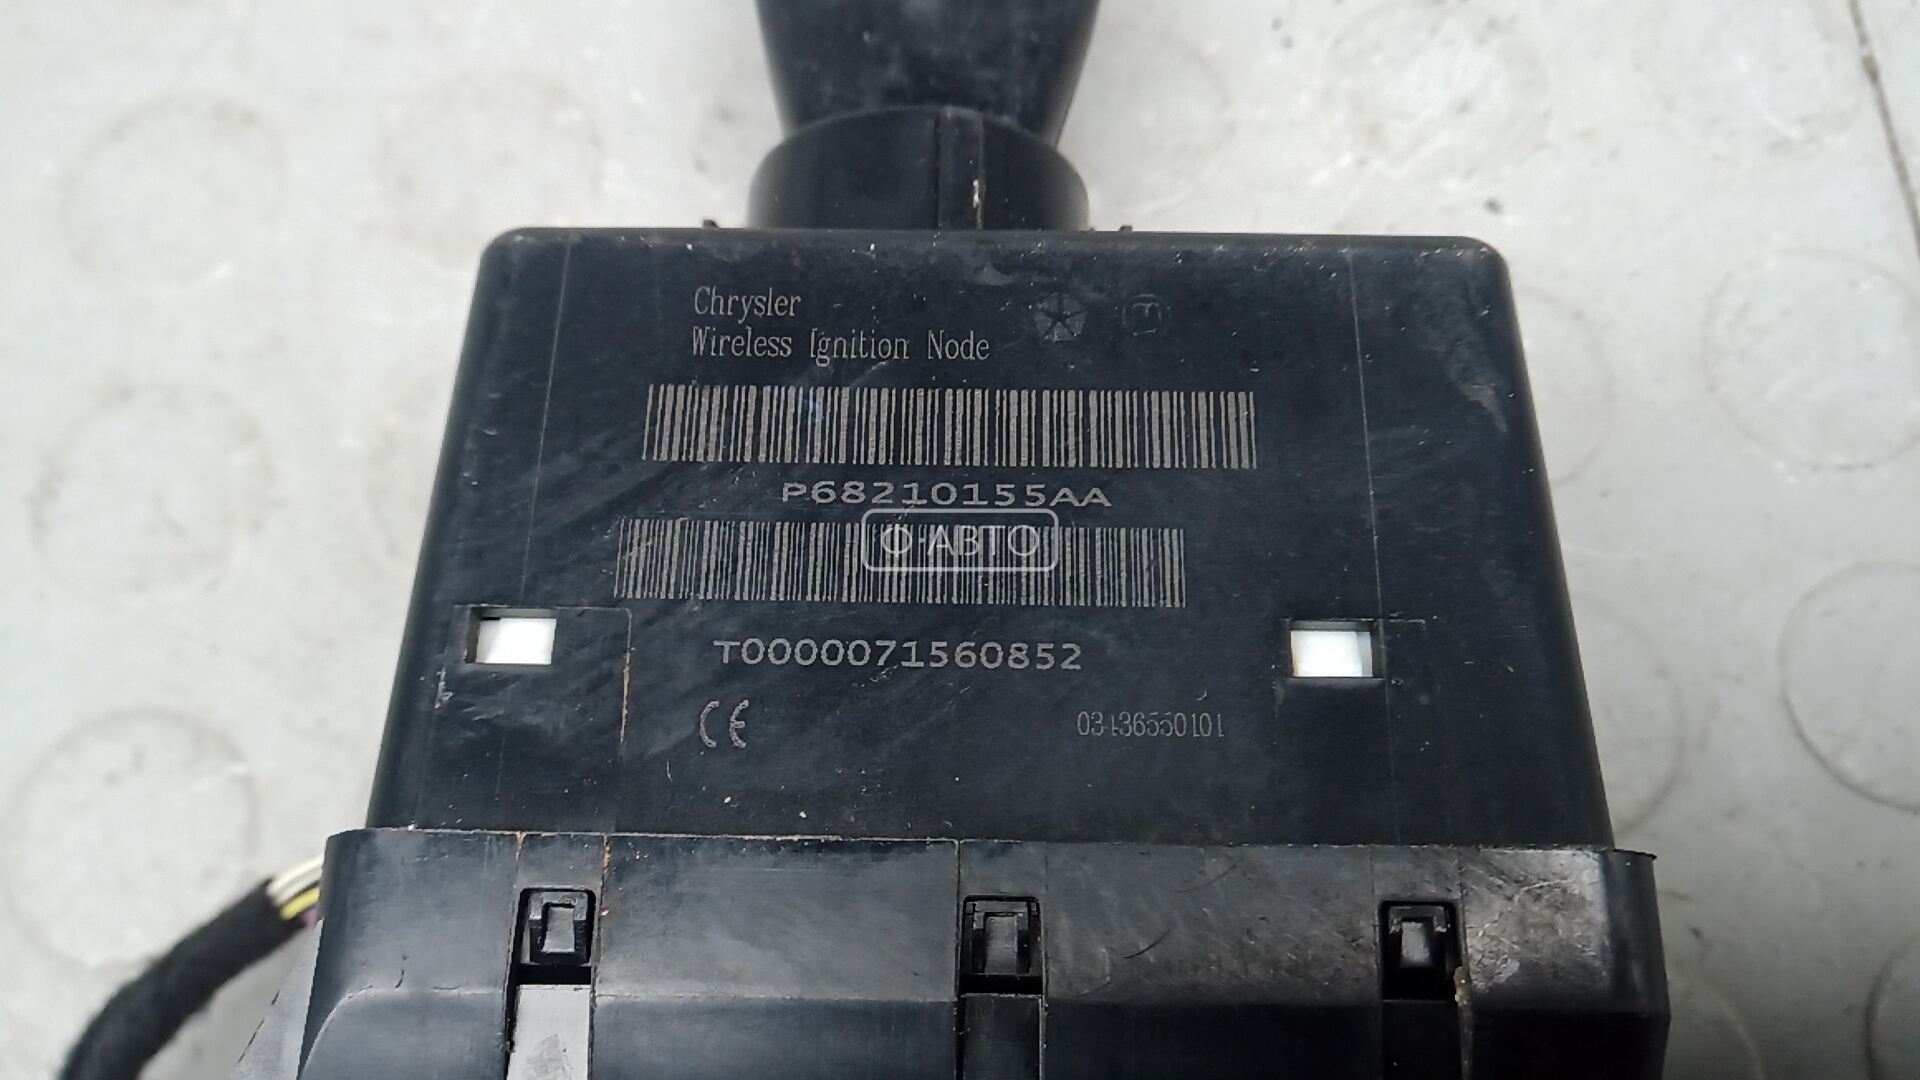 Chrysler
Wireless Ignition Node
P68210155AA
О·АВТО
T0000071560852
CE
03436550101